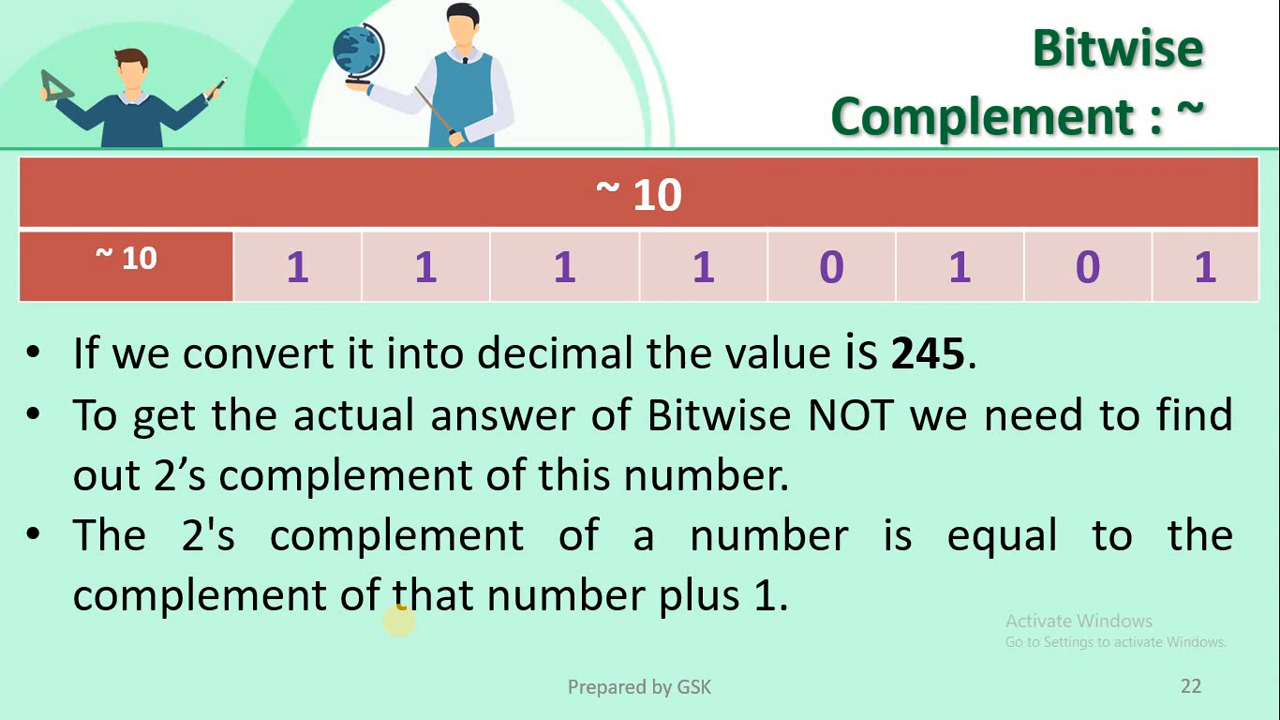 Bitwise
Complement : ~
~ 10
~ 10 1 1 1 1 0 1 0 1
• If we convert it into decimal the value is 245.
• To get the actual answer of Bitwise NOT we need to find
out 2’s complement of this number.
• The 2's complement of a number is equal to the
complement of that number plus 1.
Activate Windows
Go to Settings to activate Windows.
Prepared by GSK 22